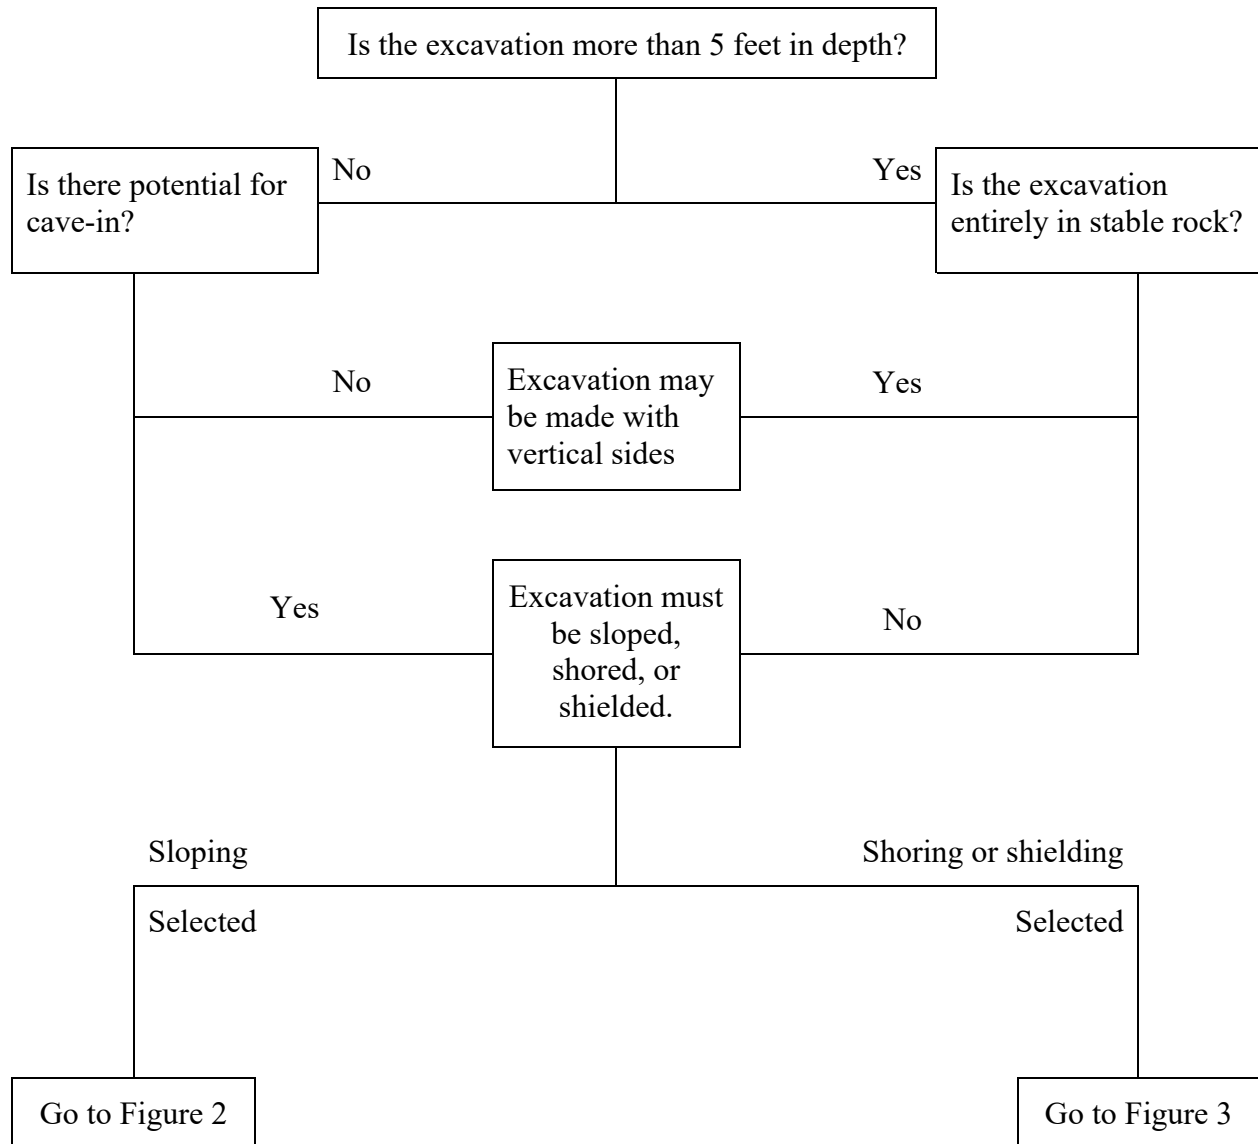 Is the excavation more than 5 feet in depth?
No
Yes
Is there potential for
cave-in?
Is the excavation
entirely in stable rock?
No
Excavation may
be made with
vertical sides
Yes
Yes
Excavation must
be sloped,
shored, or
shielded.
No
Sloping
Shoring or shielding
Selected
Selected
Go to Figure 2
Go to Figure 3